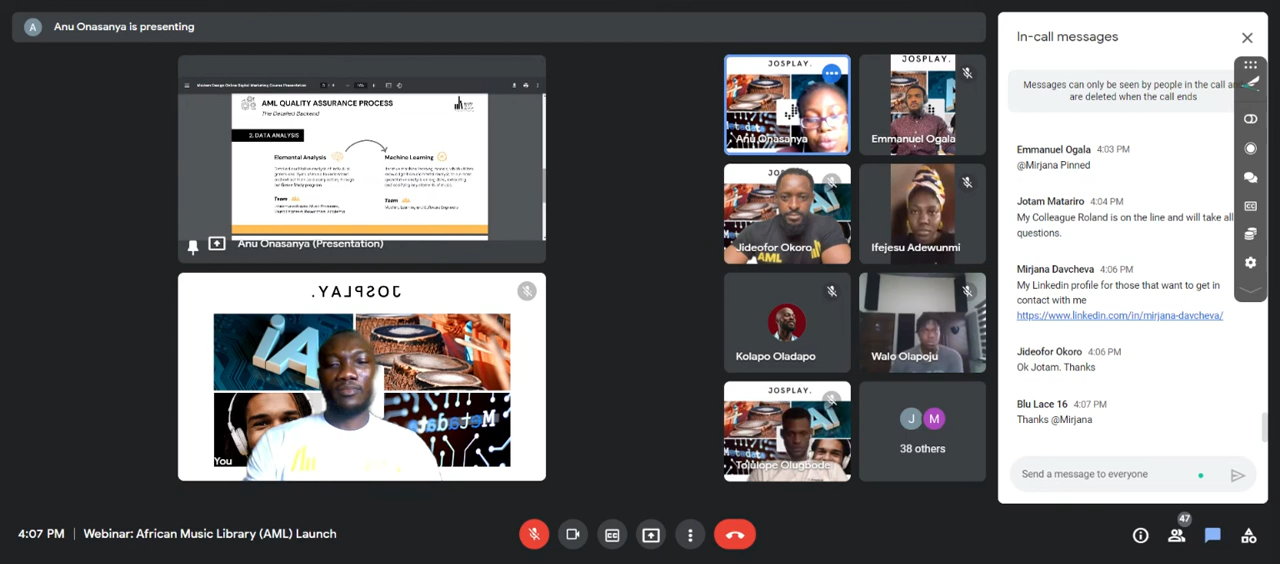 A
Anu Onasanya is presenting
AML QUALITY ASSURANCE PROCESS
The Detailed Backend
2. DATA ANALYSIS
Elemental Analysis
Machine Learning
Team
Team
Anu Onasanya (Presentation)
JOSPLAY.
iA
Metadat
You
JOSPLAY.
Anu Onasanya
JOSPLAY.
Emmanuel Ogala
AML
Jideofor Okoro
Ifejesu Adewunmi
Kolapo Oladapo
Walo Olapoju
JOSPLAY.
Tolulope Olugbode
J M
38 others
In-call messages
Messages can only be seen by people in the call an
are deleted when the call ends
Emmanuel Ogala 4:03 PM
@Mirjana Pinned
Jotam Matariro 4:04 PM
My Colleague Roland is on the line and will take all
questions.
Mirjana Davcheva 4:06 PM
My Linkedin profile for those that want to get in
contact with me
https://www.linkedin.com/in/mirjana-davcheva/
Jideofor Okoro 4:06 PM
Ok Jotam. Thanks
Blu Lace 16 4:07 PM
Thanks @Mirjana
Send a message to everyone
4:07 PM | Webinar: African Music Library (AML) Launch
47